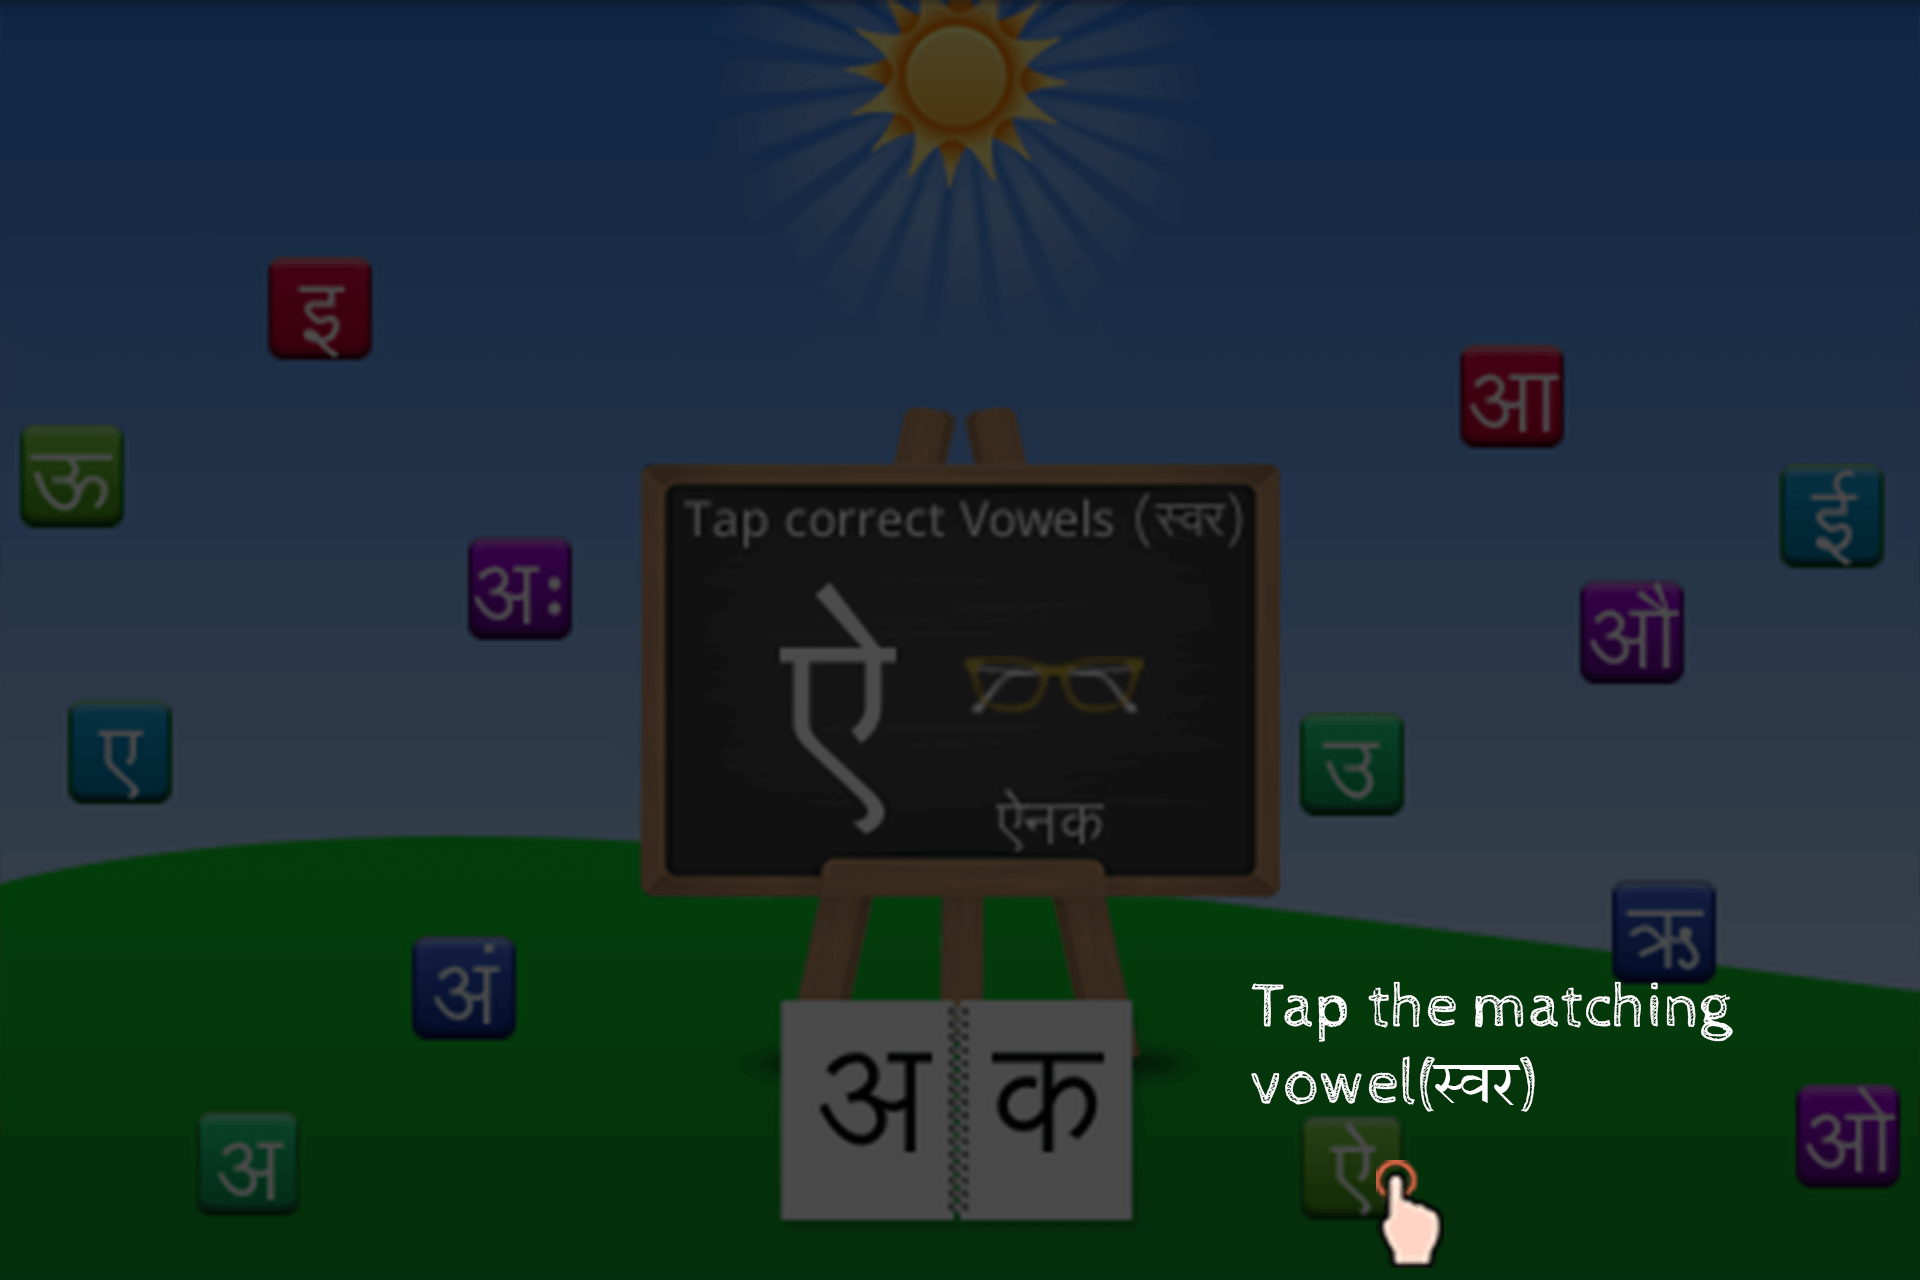 इ
आ
ऊ
ई
Tap correct Vowels (स्वर)
अः
औ
ऐ
ए
उ
ऐनक
ऋ
अं
Tap the matching
vowel(स्वर)
अ क
ओ
अ
ऐ